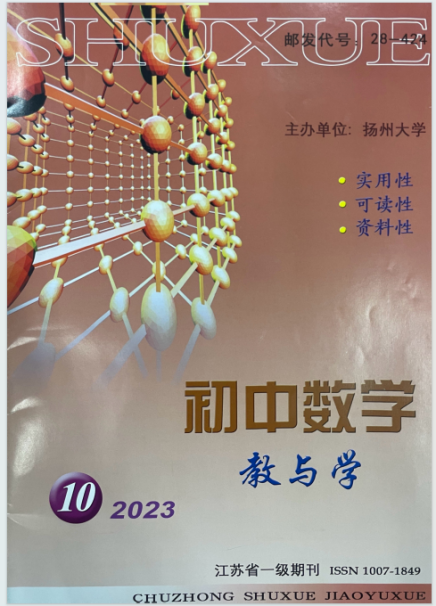 SHUXUE
邮发代号：28-424
主办单位：扬州大学
• 实用性
• 可读性
• 资料性
初中数学
教与学
10 2023
江苏省一级期刊 ISSN 1007-1849
CHUZHONG SHUXUE JIAOYUXUE